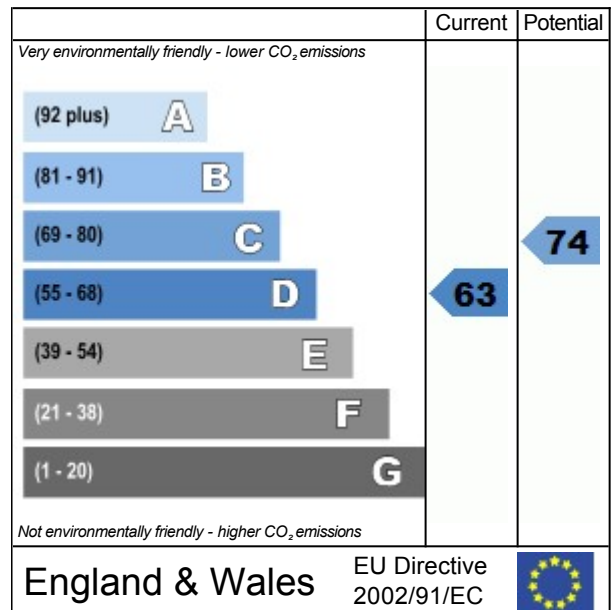 Current Potential
Very environmentally friendly - lower CO₂ emissions
(92 plus) A
(81 - 91) B
(69 - 80) C
74
(55 - 68) D
63
(39 - 54) E
(21 - 38) F
(1 - 20) G
Not environmentally friendly - higher CO₂ emissions
England & Wales
EU Directive
2002/91/EC